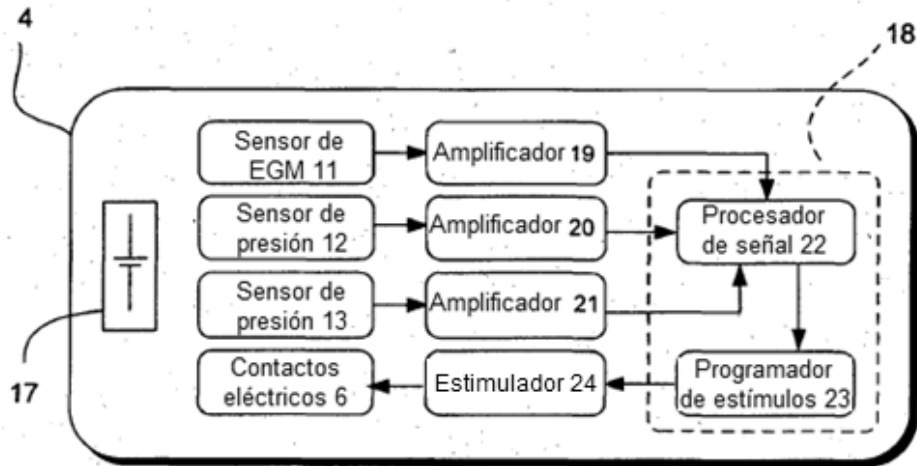 4
18
Sensor de
EGM 11
Amplificador 19
Sensor de
presión 12
Amplificador 20
Procesador
de señal 22
Sensor de
presión 13
Amplificador 21
Contactos
eléctricos 6
Estimulador 24
Programador
de estímulos 23
17